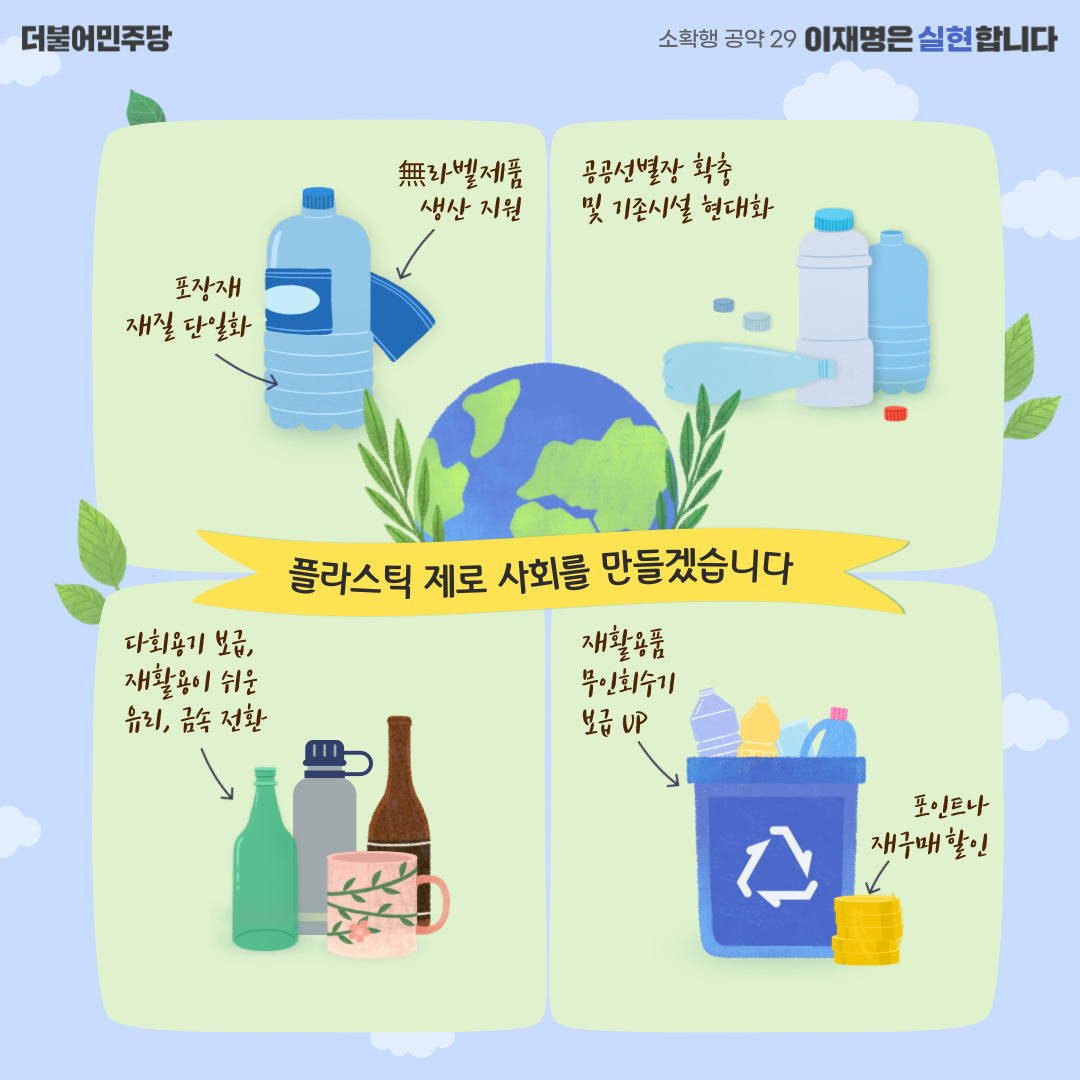 더불어민주당
소확행 공약 29 이재명은 실현합니다
無라벨제품
생산 지원
포장재
재질 단일화
공공선별장 확충
및 기존시설 현대화
플라스틱 제로 사회를 만들겠습니다
다회용기 보급,
재활용이 쉬운
유리, 금속 전환
재활용품
무인회수기
보급 UP
포인트나
재구매 할인